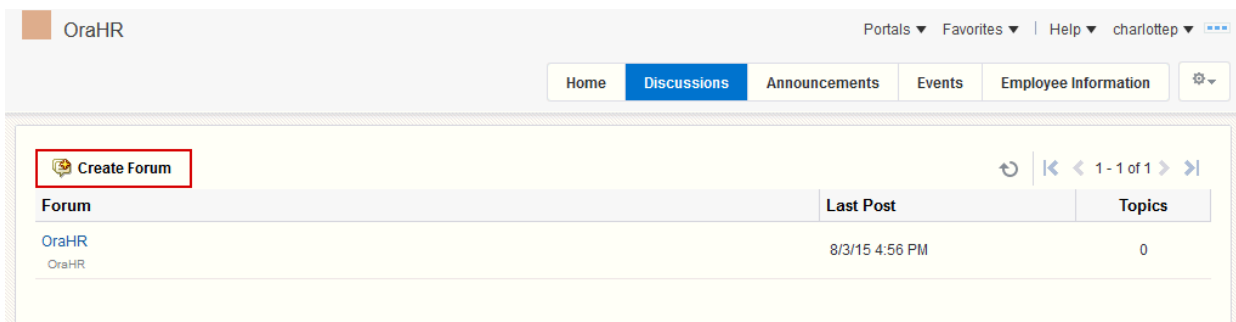 OraHR Portals Favorites Help charlottep
Home Discussions Announcements Events Employee Information
Create Forum 1 - 1 of 1
Forum Last Post Topics
OraHR 8/3/15 4:56 PM 0
OraHR